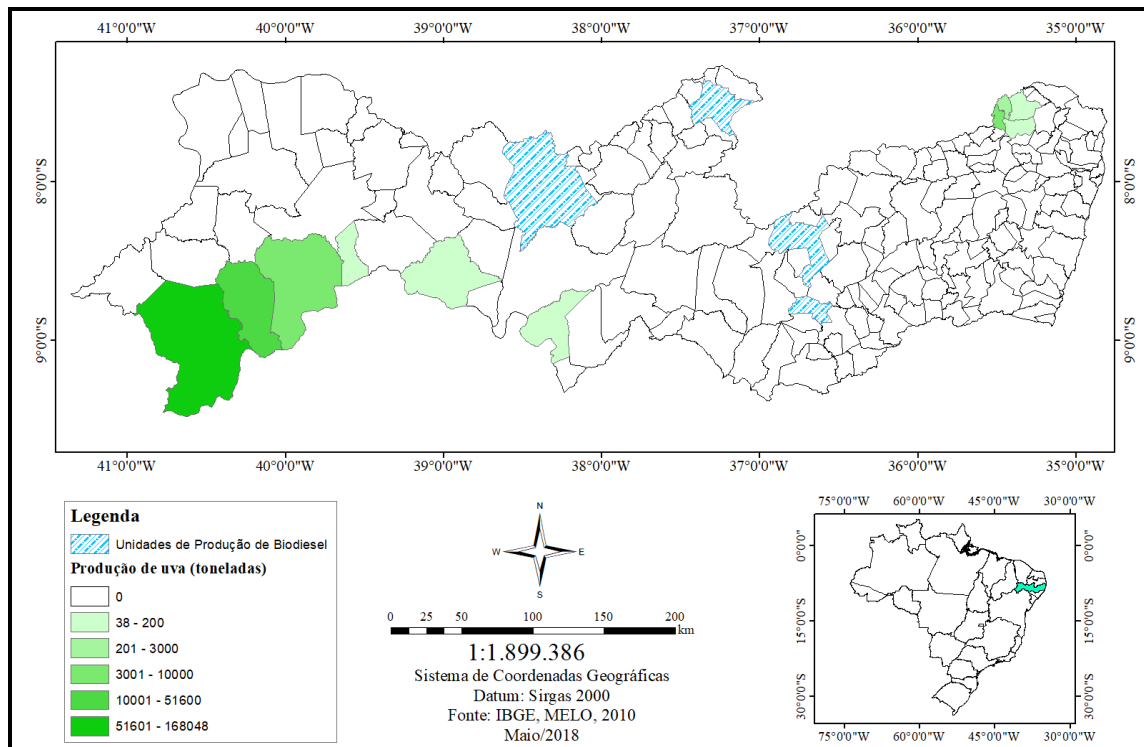 41°0'0"W 40°0'0"W 39°0'0"W 38°0'0"W 37°0'0"W 36°0'0"W 35°0'0"W
8°0'0"S 8°0'0"S
9°0'0"S 9°0'0"S
41°0'0"W 40°0'0"W 39°0'0"W 38°0'0"W 37°0'0"W 36°0'0"W 35°0'0"W
Legenda
Unidades de Produção de Biodiesel
Produção de uva (toneladas)
0
38 - 200
201 - 3000
3001 - 10000
10001 - 51600
51601 - 168048
N
W E
S
0 25 50 100 150 200
km
1:1.899.386
Sistema de Coordenadas Geográficas
Datum: Sirgas 2000
Fonte: IBGE, MELO, 2010
Maio/2018
75°0'0"W 60°0'0"W 45°0'0"W 30°0'0"W
0°0'0" 0°0'0"
15°0'0"S 15°0'0"S
30°0'0"S 30°0'0"S
75°0'0"W 60°0'0"W 45°0'0"W 30°0'0"W